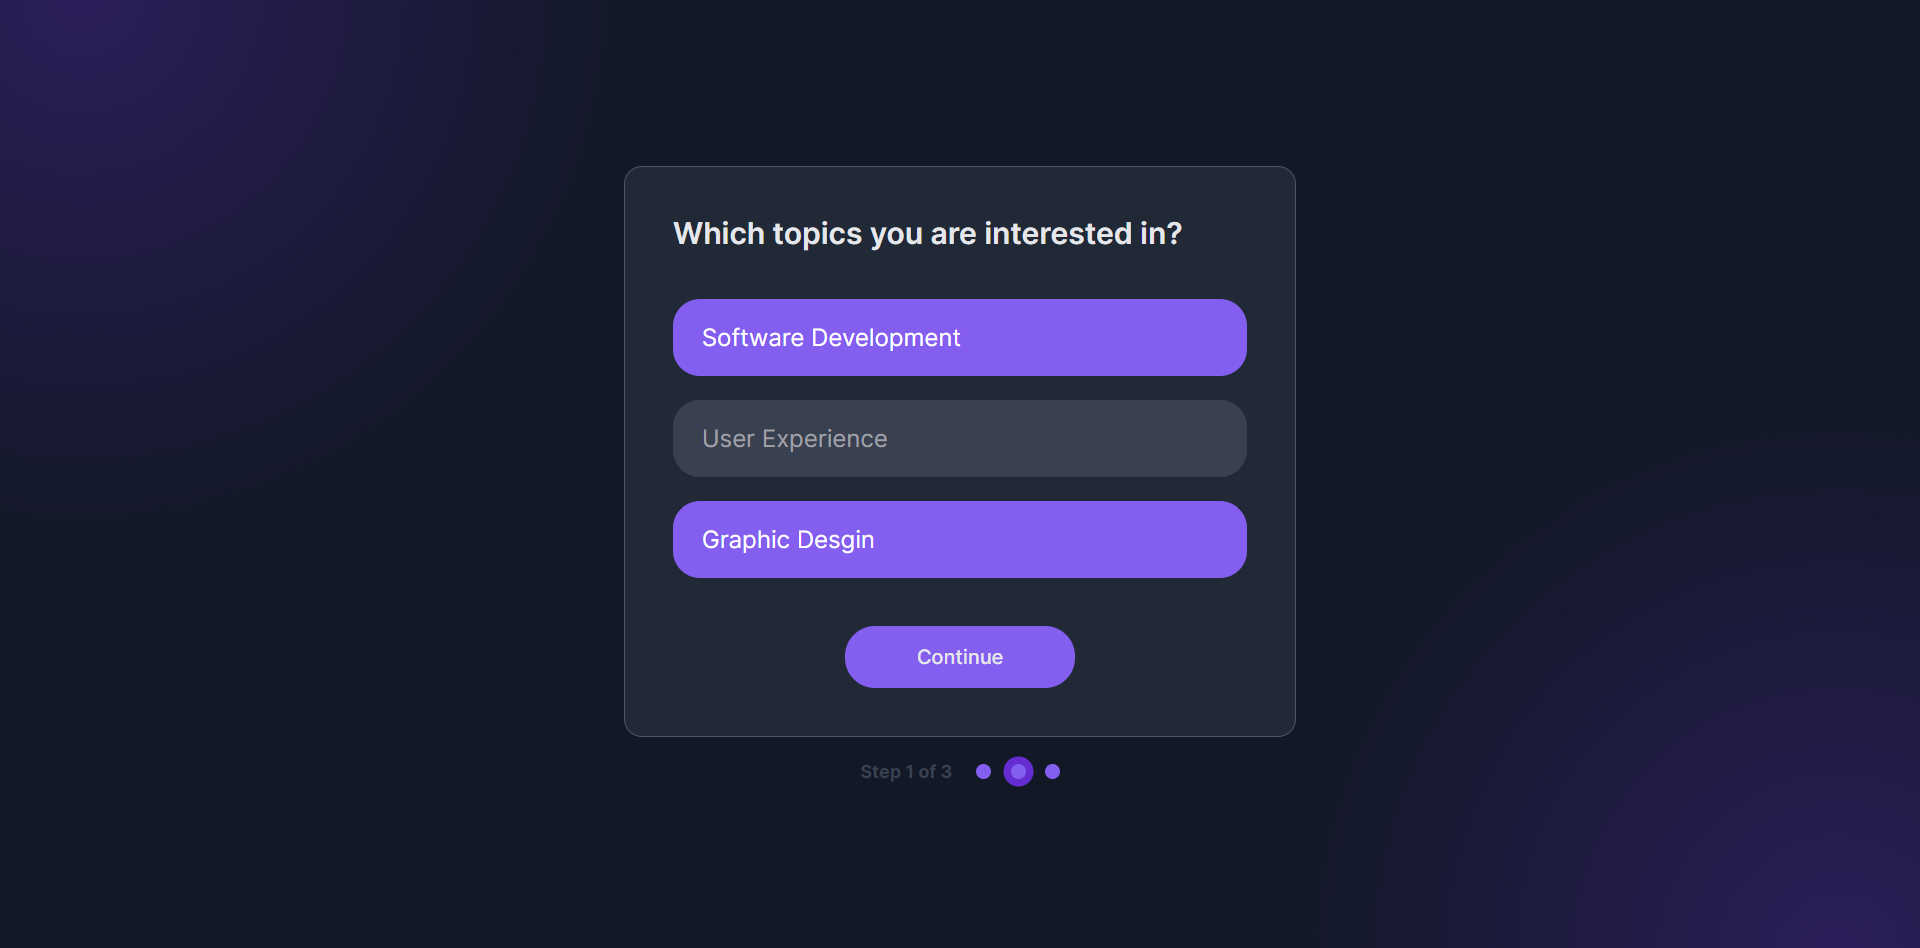 Which topics you are interested in?
Software Development
User Experience
Graphic Desgin
Continue
Step 1 of 3